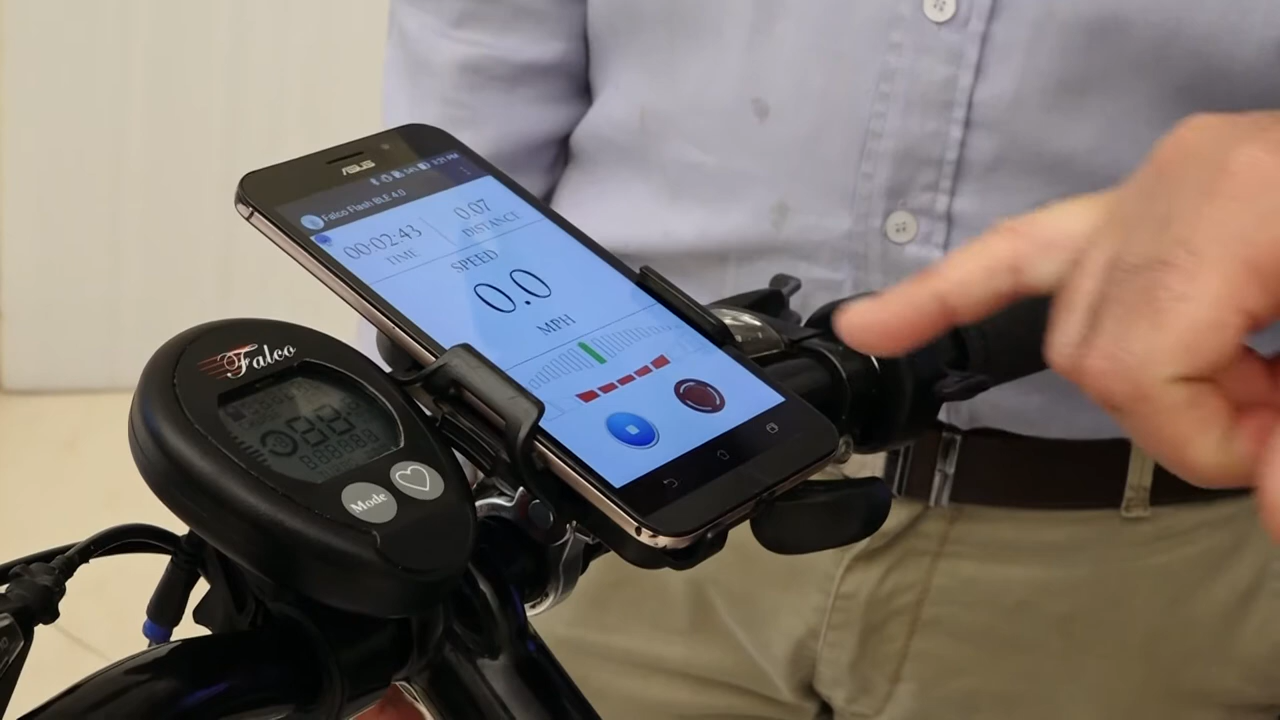 ASUS
Falco Flash BLE 4.0
00:02:43
TIME
0.07
DISTANCE
SPEED
0.0
MPH
Falco
Mode